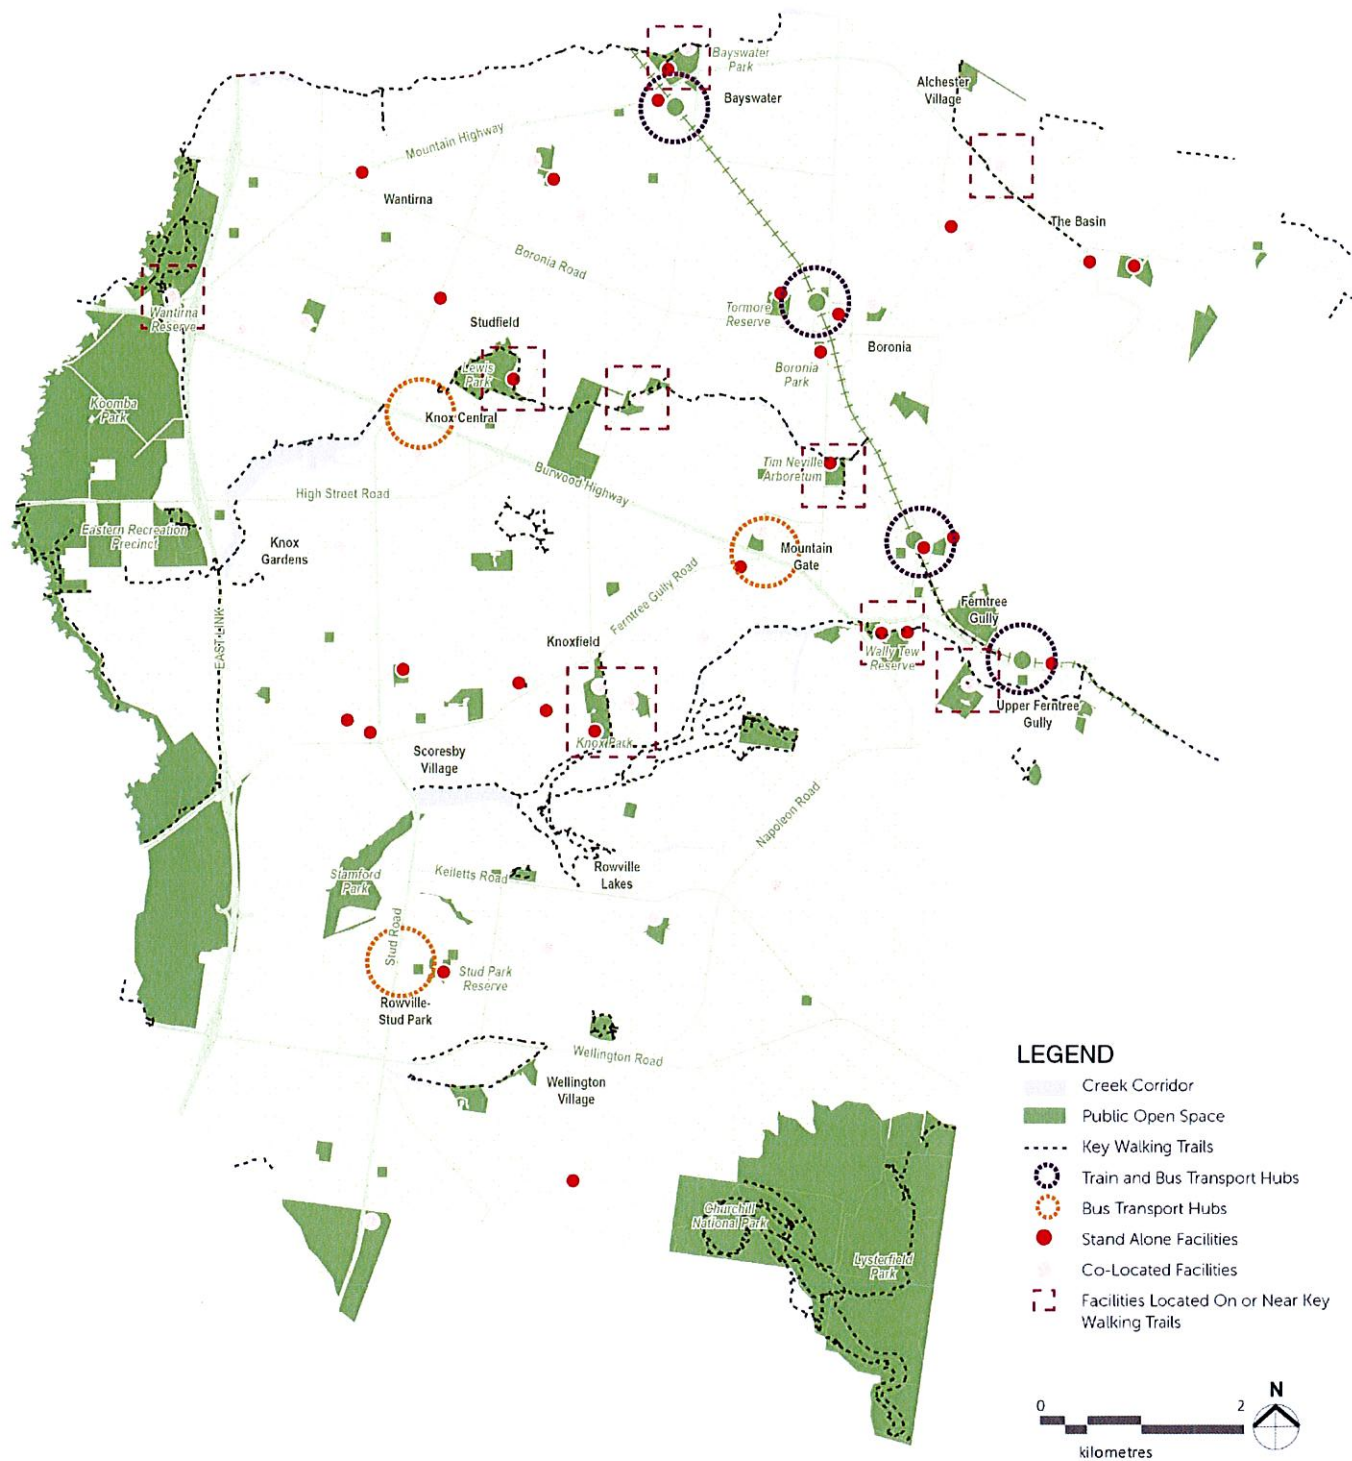 Bayswater
Park
Bayswater
Alchester
Village
Mountain Highway
Wantirna
The Basin
Boronia Road
Wantirna
Reserve
Tormore
Reserve
Studfield
Boronia
Lewis
Park
Boronia
Park
Koomba
Park
Knox Central
Tim Neville
Arboretum
Burwood Highway
High Street Road
Eastern Recreation
Precinct
Knox
Gardens
Mountain
Gate
Ferntree Gully Road
Ferntree
Gully
EAST LINK
Knoxfield
Wally Tew
Reserve
Upper Ferntree
Gully
Knox Park
Scoresby
Village
Napoleon Road
Rowville
Lakes
Stamford
Park
Kelletts Road
Stud Road
Stud Park
Reserve
Rowville-
Stud Park
Wellington Road
Wellington
Village
Churchill
National Park
Lysterfield
Park
LEGEND
Creek Corridor
Public Open Space
Key Walking Trails
Train and Bus Transport Hubs
Bus Transport Hubs
Stand Alone Facilities
Co-Located Facilities
Facilities Located On or Near Key
Walking Trails
0 2
kilometres
N